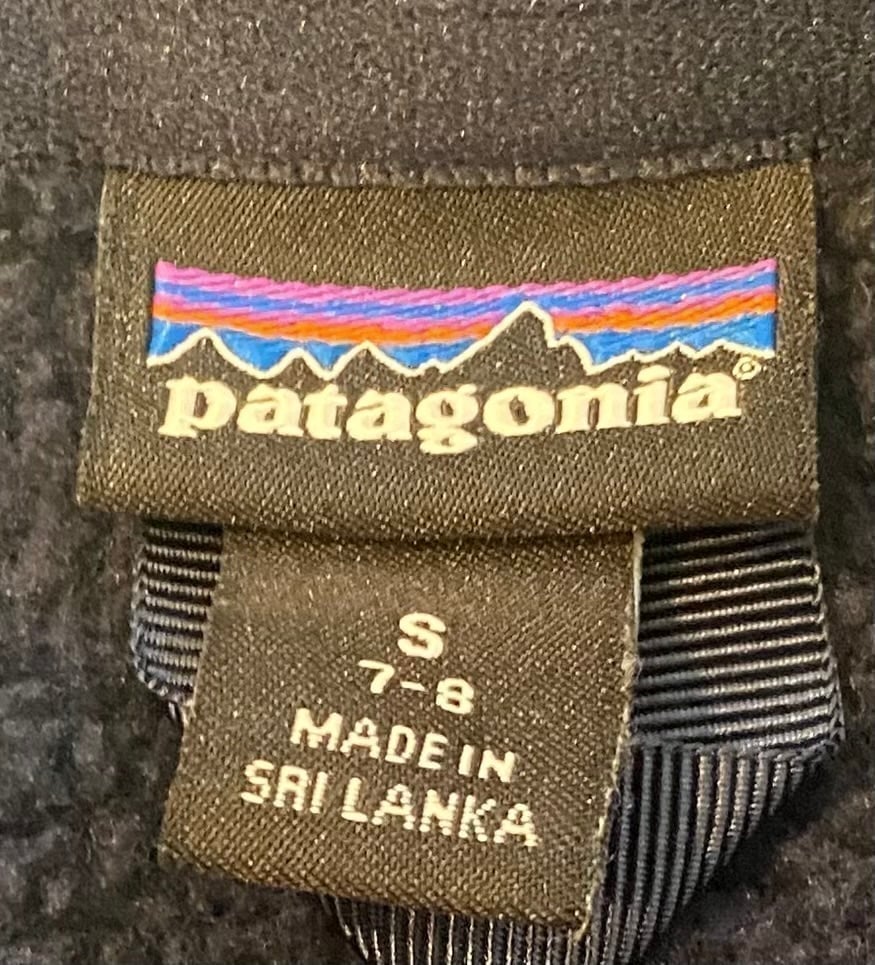 patagonia®
S
7-8
MADE IN
SRI LANKA